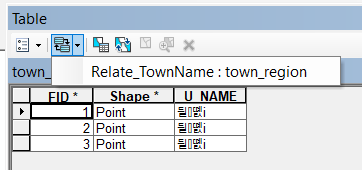 Table
Relate_TownName : town_region
town_
FID * Shape * U_NAME
1 Point
2 Point
3 Point